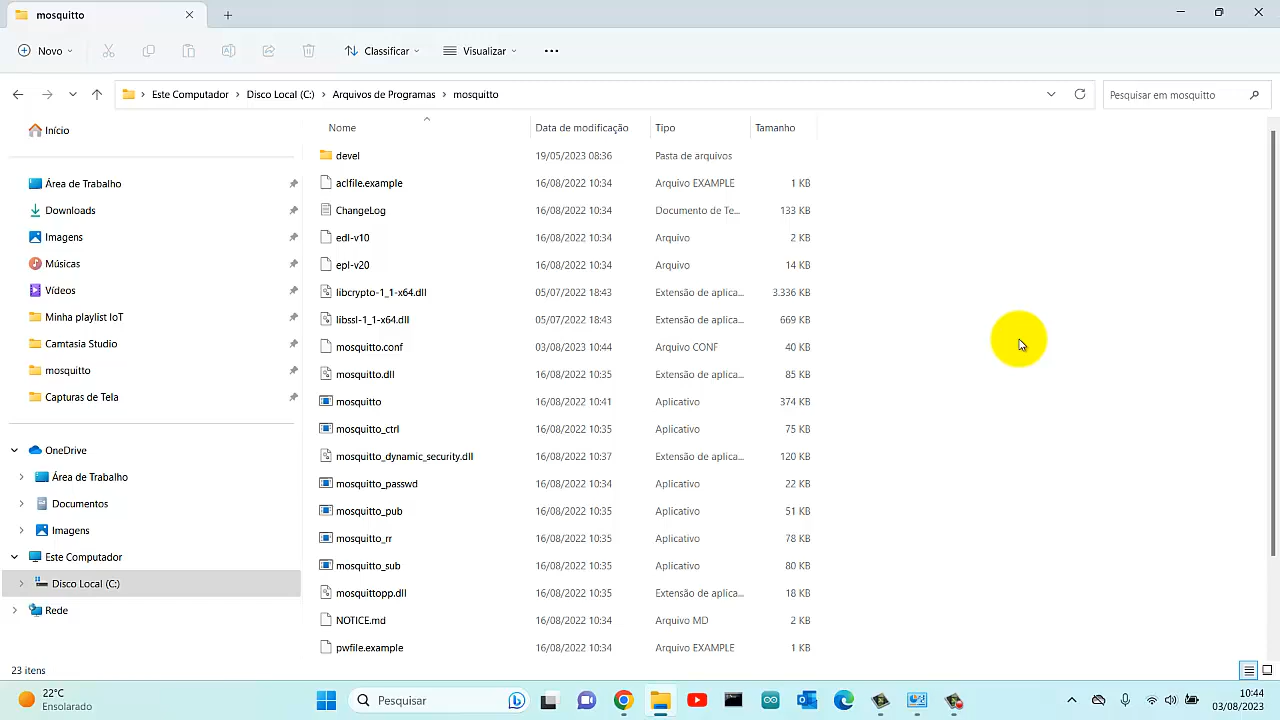 mosquitto
Novo
Classificar
Visualizar
Este Computador
Disco Local (C:)
Arquivos de Programas
mosquitto
Pesquisar em mosquitto
Início
Área de Trabalho
Downloads
Imagens
Músicas
Vídeos
Minha playlist IoT
Camtasia Studio
mosquitto
Capturas de Tela
OneDrive
Área de Trabalho
Documentos
Imagens
Este Computador
Disco Local (C:)
Rede
Nome Data de modificação Tipo Tamanho
devel 19/05/2023 08:36 Pasta de arquivos
aclfile.example 16/08/2022 10:34 Arquivo EXAMPLE 1 KB
ChangeLog 16/08/2022 10:34 Documento de Te... 133 KB
edl-v10 16/08/2022 10:34 Arquivo 2 KB
epl-v20 16/08/2022 10:34 Arquivo 14 KB
libcrypto-1_1-x64.dll 05/07/2022 18:43 Extensão de aplica... 3.336 KB
libssl-1_1-x64.dll 05/07/2022 18:43 Extensão de aplica... 669 KB
mosquitto.conf 03/08/2023 10:44 Arquivo CONF 40 KB
mosquitto.dll 16/08/2022 10:35 Extensão de aplica... 85 KB
mosquitto 16/08/2022 10:41 Aplicativo 374 KB
mosquitto_ctrl 16/08/2022 10:35 Aplicativo 75 KB
mosquitto_dynamic_security.dll 16/08/2022 10:37 Extensão de aplica... 120 KB
mosquitto_passwd 16/08/2022 10:34 Aplicativo 22 KB
mosquitto_pub 16/08/2022 10:35 Aplicativo 51 KB
mosquitto_rr 16/08/2022 10:35 Aplicativo 78 KB
mosquitto_sub 16/08/2022 10:35 Aplicativo 80 KB
mosquittopp.dll 16/08/2022 10:35 Extensão de aplica... 18 KB
NOTICE.md 16/08/2022 10:34 Arquivo MD 2 KB
pwfile.example 16/08/2022 10:34 Arquivo EXAMPLE 1 KB
23 itens
22°C
Ensolarado
Pesquisar
10:44
03/08/2023